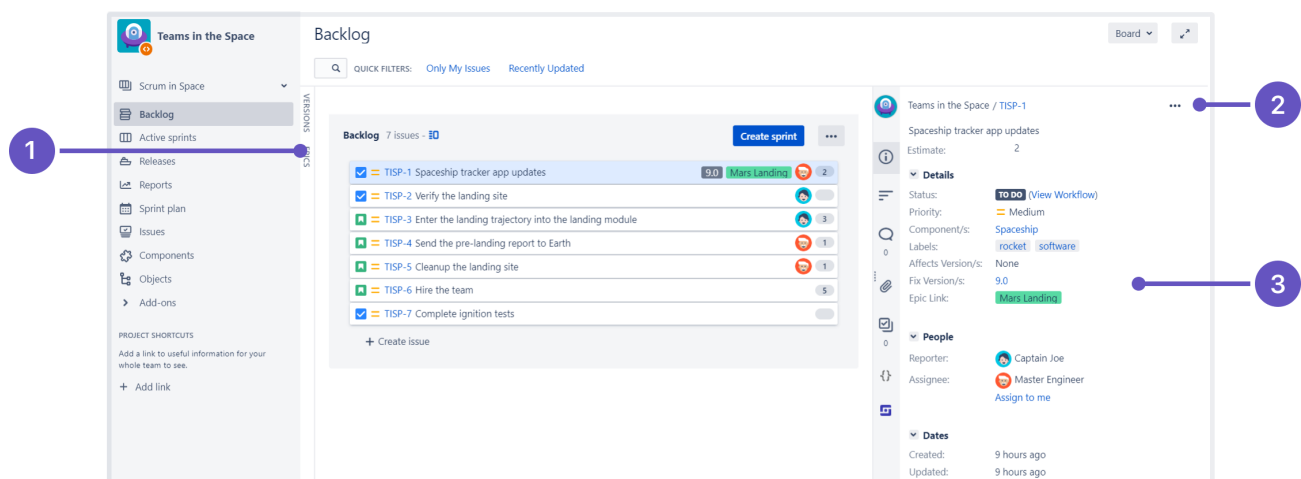 Teams in the Space
Scrum in Space
Backlog
Active sprints
Releases
Reports
Sprint plan
Issues
Components
Objects
Add-ons
PROJECT SHORTCUTS
Add a link to useful information for your
whole team to see.
+ Add link
1
Backlog
Board
QUICK FILTERS: Only My Issues Recently Updated
VERSIONS
EPICS
Backlog 7 issues -
Create sprint
•••
TISP-1 Spaceship tracker app updates 9.0 Mars Landing 2
TISP-2 Verify the landing site
TISP-3 Enter the landing trajectory into the landing module 3
TISP-4 Send the pre-landing report to Earth 1
TISP-5 Cleanup the landing site 1
TISP-6 Hire the team 5
TISP-7 Complete ignition tests
+ Create issue
0
0
{}
Teams in the Space / TISP-1 •••
2
Spaceship tracker app updates
Estimate: 2
Details
Status: TO DO (View Workflow)
Priority: Medium
Component/s: Spaceship
Labels: rocket software
Affects Version/s: None
Fix Version/s: 9.0
Epic Link: Mars Landing
3
People
Reporter: Captain Joe
Assignee: Master Engineer
Assign to me
Dates
Created: 9 hours ago
Updated: 9 hours ago